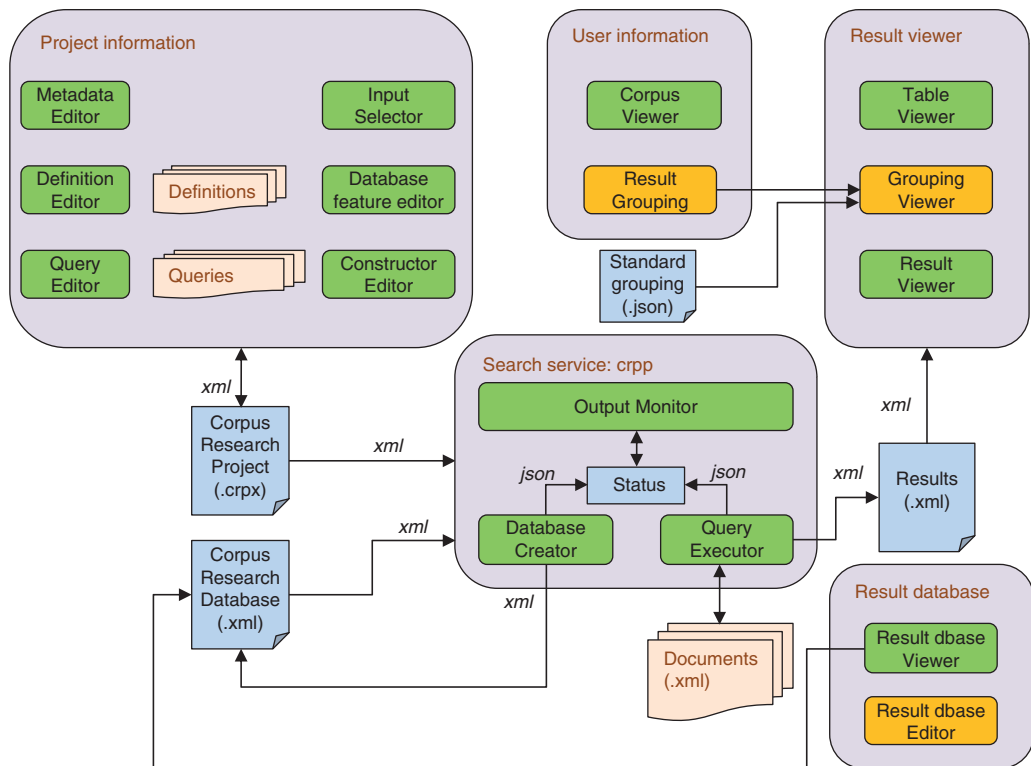 Project information
Metadata
Editor
Input
Selector
Definition
Editor
Definitions
Database
feature editor
Query
Editor
Queries
Constructor
Editor
User information
Corpus
Viewer
Result
Grouping
Standard
grouping
(.json)
Result viewer
Table
Viewer
Grouping
Viewer
Result
Viewer
xml
Corpus
Research
Project
(.crpx)
xml
Search service: crpp
Output Monitor
json
Status
json
Database
Creator
Query
Executor
xml
Results
(.xml)
xml
Corpus
Research
Database
(.xml)
xml
xml
Documents
(.xml)
Result database
Result dbase
Viewer
Result dbase
Editor